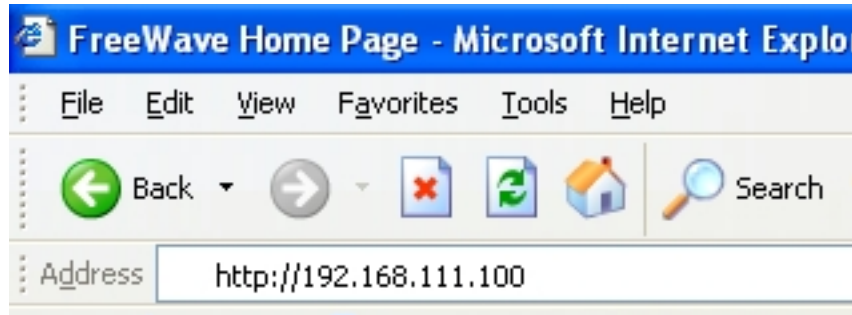 FreeWave Home Page - Microsoft Internet Explo
File Edit View Favorites Tools Help
Back Search
Address http://192.168.111.100